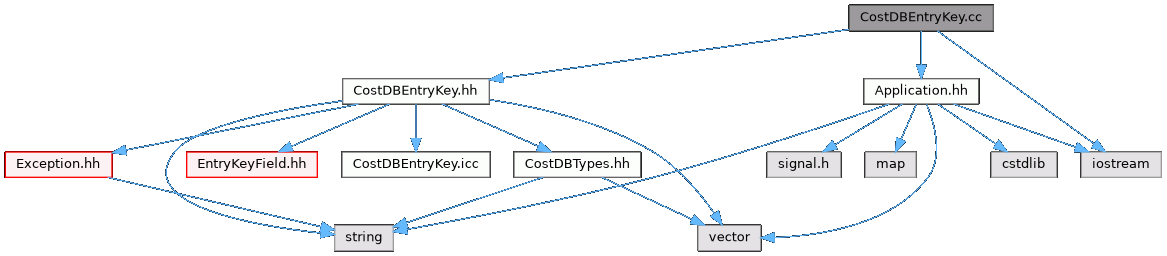 CostDBEntryKey.cc
CostDBEntryKey.hh
Application.hh
Exception.hh
EntryKeyField.hh
CostDBEntryKey.icc
CostDBTypes.hh
signal.h
map
cstdlib
iostream
string
vector